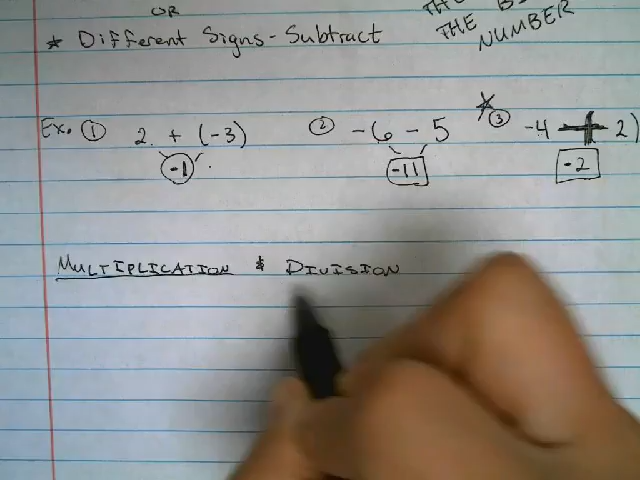 OR
THE
* Different Signs - Subtract
THE
NUMBER
Ex. ① 2 + (-3) ② -6 - 5 * ③ -4 + 2)
-1 -11 -2
MULTIPLICATION & DIVISION